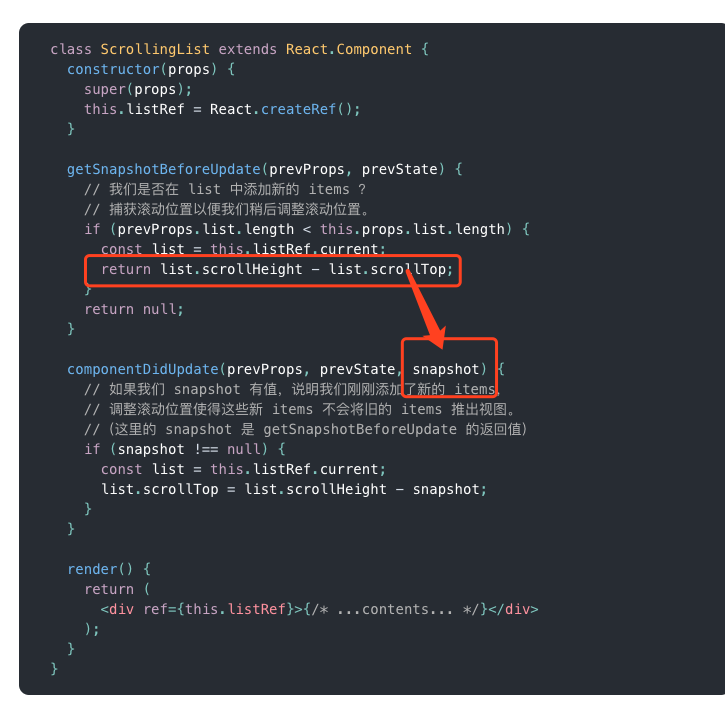 class ScrollingList extends React.Component {
constructor(props) {
super(props);
this.listRef = React.createRef();
}
getSnapshotBeforeUpdate(prevProps, prevState) {
// 我们是否在 list 中添加新的 items ?
// 捕获滚动位置以便我们稍后调整滚动位置。
if (prevProps.list.length < this.props.list.length) {
const list = this.listRef.current;
return list.scrollHeight - list.scrollTop;
}
return null;
}
componentDidUpdate(prevProps, prevState, snapshot) {
// 如果我们 snapshot 有值，说明我们刚刚添加了新的 items，
// 调整滚动位置使得这些新 items 不会将旧的 items 推出视图。
//（这里的 snapshot 是 getSnapshotBeforeUpdate 的返回值）
if (snapshot !== null) {
const list = this.listRef.current;
list.scrollTop = list.scrollHeight - snapshot;
}
}
render() {
return (
<div ref={this.listRef}>{/* ...contents... */}</div>
);
}
}